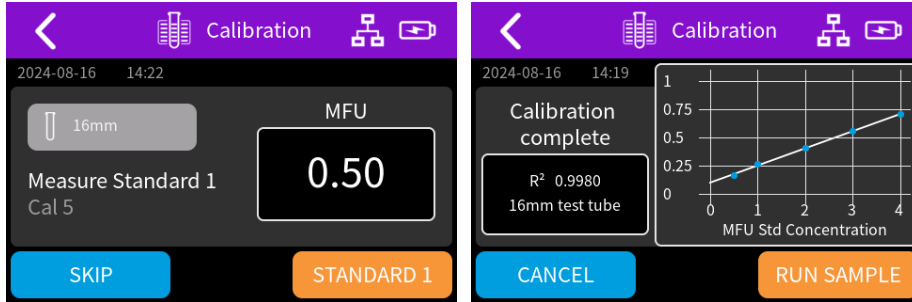 Calibration
2024-08-16 14:22
16mm
Measure Standard 1
Cal 5
MFU
0.50
SKIP
STANDARD 1
Calibration
2024-08-16 14:19
Calibration
complete
R² 0.9980
16mm test tube
1
0.75
0.5
0.25
0
0 1 2 3 4
MFU Std Concentration
CANCEL
RUN SAMPLE